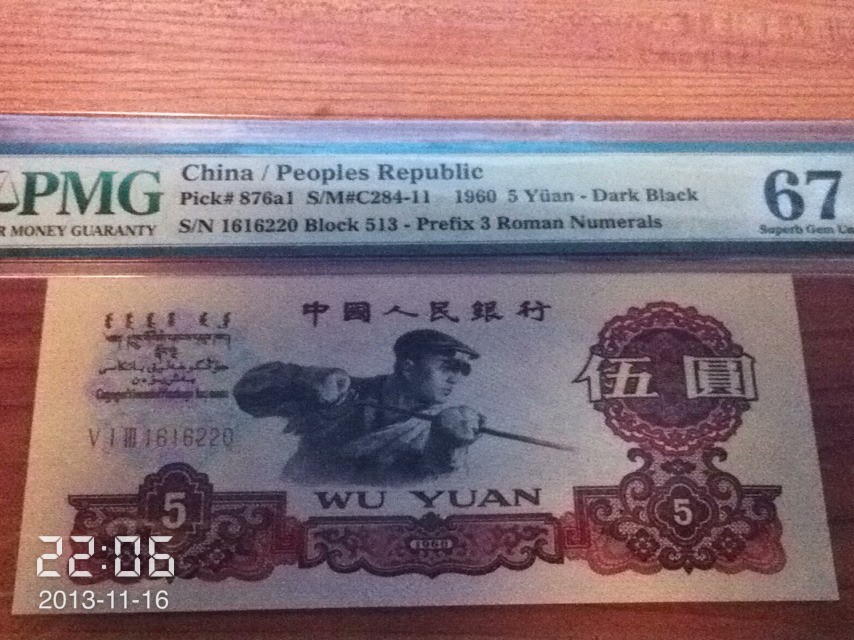 PMG
China / Peoples Republic
Pick# 876a1 S/M#C284-11 1960 5 Yüan - Dark Black
S/N 1616220 Block 513 - Prefix 3 Roman Numerals
MONEY GUARANTY
67
Superb Gem
中國人民銀行
伍圓
V I III 1616220
WU YUAN
5
5
1960
22:06
2013-11-16